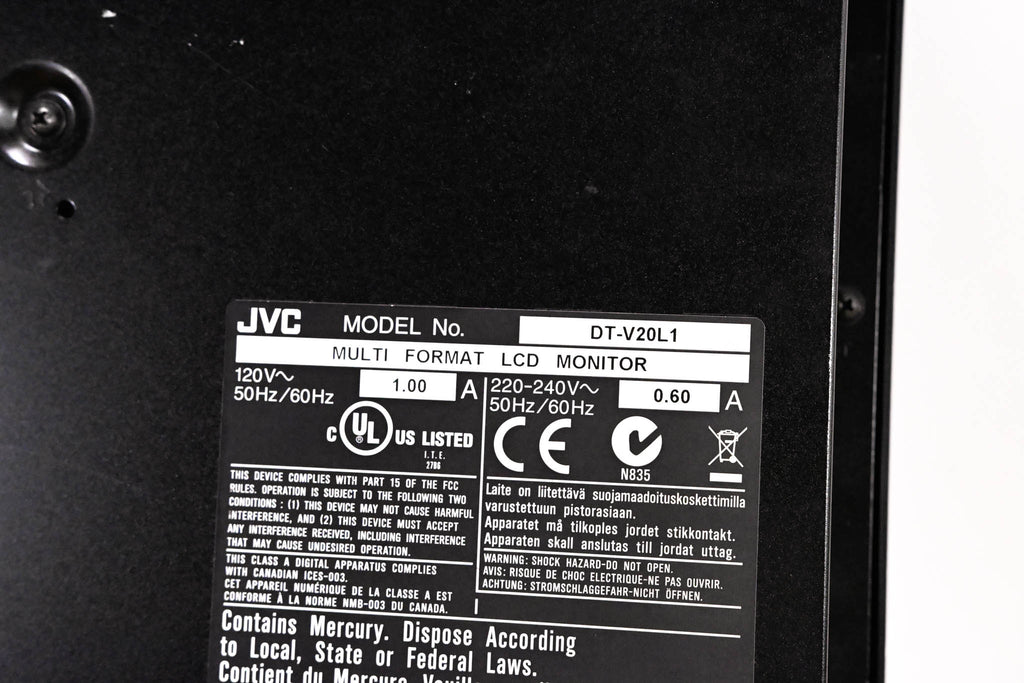 JVC MODEL No. DT-V20L1
MULTI FORMAT LCD MONITOR
120V~
50Hz/60Hz
1.00 A
220-240V~
50Hz/60Hz
0.60 A
C UL US LISTED
®
I.T.E.
2786
CE
N835
THIS DEVICE COMPLIES WITH PART 15 OF THE FCC
RULES. OPERATION IS SUBJECT TO THE FOLLOWING TWO
CONDITIONS : (1) THIS DEVICE MAY NOT CAUSE HARMFUL
INTERFERENCE, AND (2) THIS DEVICE MUST ACCEPT
ANY INTERFERENCE RECEIVED, INCLUDING INTERFERENCE
THAT MAY CAUSE UNDESIRED OPERATION.
THIS CLASS A DIGITAL APPARATUS COMPLIES
WITH CANADIAN ICES-003.
CET APPAREIL NUMÉRIQUE DE LA CLASSE A EST
CONFORME À LA NORME NMB-003 DU CANADA.
Laite on liitettävä suojamaadoituskoskettimilla
varustettuun pistorasiaan.
Apparatet må tilkoples jordet stikkontakt.
Apparaten skall anslutas till jordat uttag.
WARNING: SHOCK HAZARD-DO NOT OPEN.
AVIS: RISQUE DE CHOC ELECTRIQUE-NE PAS OUVRIR.
ACHTUNG: STROMSCHLAGGEFAHR-NICHT ÖFFNEN.
Contains Mercury. Dispose According
to Local, State or Federal Laws.
Contient du Mercure.